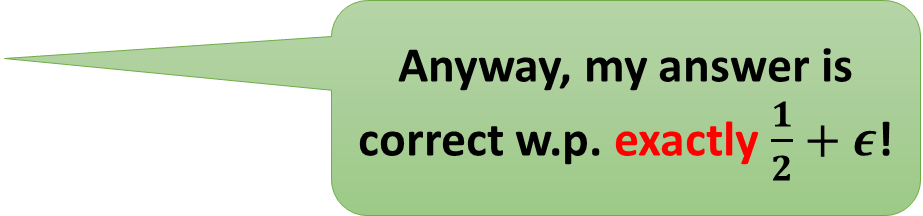 Anyway, my answer is
correct w.p. exactly 1/2 + ϵ!